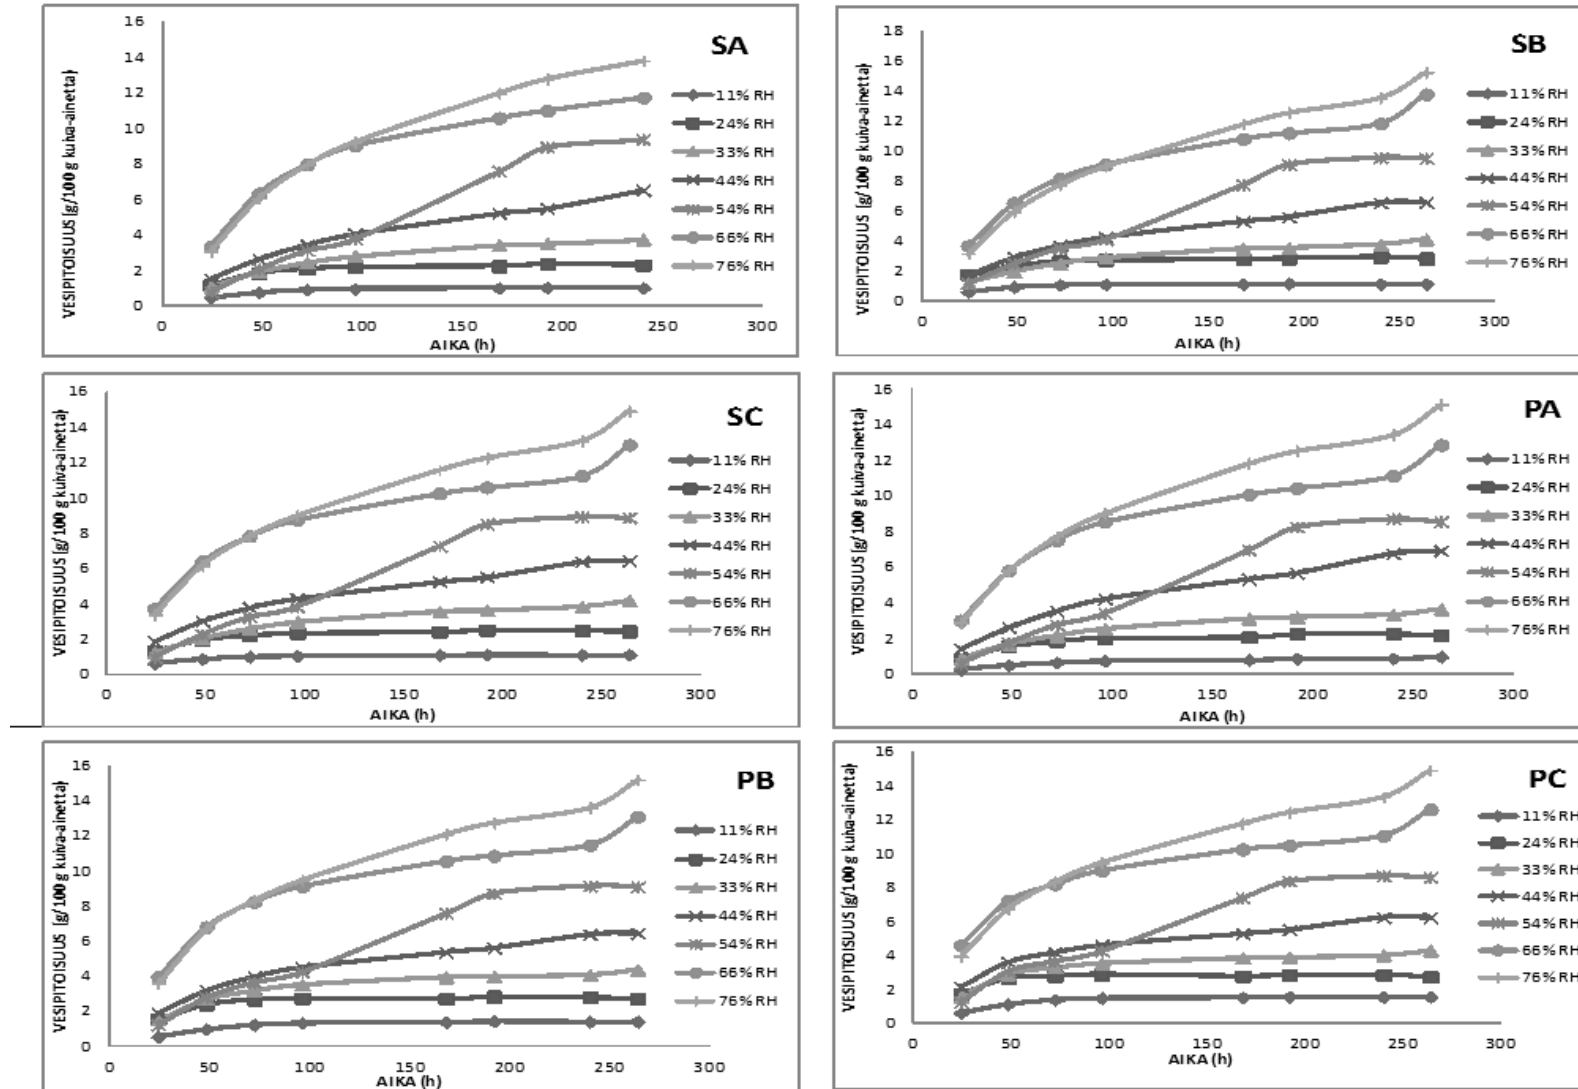 SA
VESIPITOISUUS (g/100 g kuiva-ainetta)
16
14
12
10
8
6
4
2
0
0 50 100 150 200 250 300
AIKA (h)
11% RH
24% RH
33% RH
44% RH
54% RH
66% RH
76% RH
SB
VESIPITOISUUS (g/100 g kuiva-ainetta)
18
16
14
12
10
8
6
4
2
0
0 50 100 150 200 250 300
AIKA (h)
11% RH
24% RH
33% RH
44% RH
54% RH
66% RH
76% RH
SC
VESIPITOISUUS (g/100 g kuiva-ainetta)
16
14
12
10
8
6
4
2
0
0 50 100 150 200 250 300
AIKA (h)
11% RH
24% RH
33% RH
44% RH
54% RH
66% RH
76% RH
PA
VESIPITOISUUS (g/100 g kuiva-ainetta)
16
14
12
10
8
6
4
2
0
0 50 100 150 200 250 300
AIKA (h)
11% RH
24% RH
33% RH
44% RH
54% RH
66% RH
76% RH
PB
VESIPITOISUUS (g/100 g kuiva-ainetta)
16
14
12
10
8
6
4
2
0
0 50 100 150 200 250 300
AIKA (h)
11% RH
24% RH
33% RH
44% RH
54% RH
66% RH
76% RH
PC
VESIPITOISUUS (g/100 g kuiva-ainetta)
16
14
12
10
8
6
4
2
0
0 50 100 150 200 250 300
AIKA (h)
11% RH
24% RH
33% RH
44% RH
54% RH
66% RH
76% RH